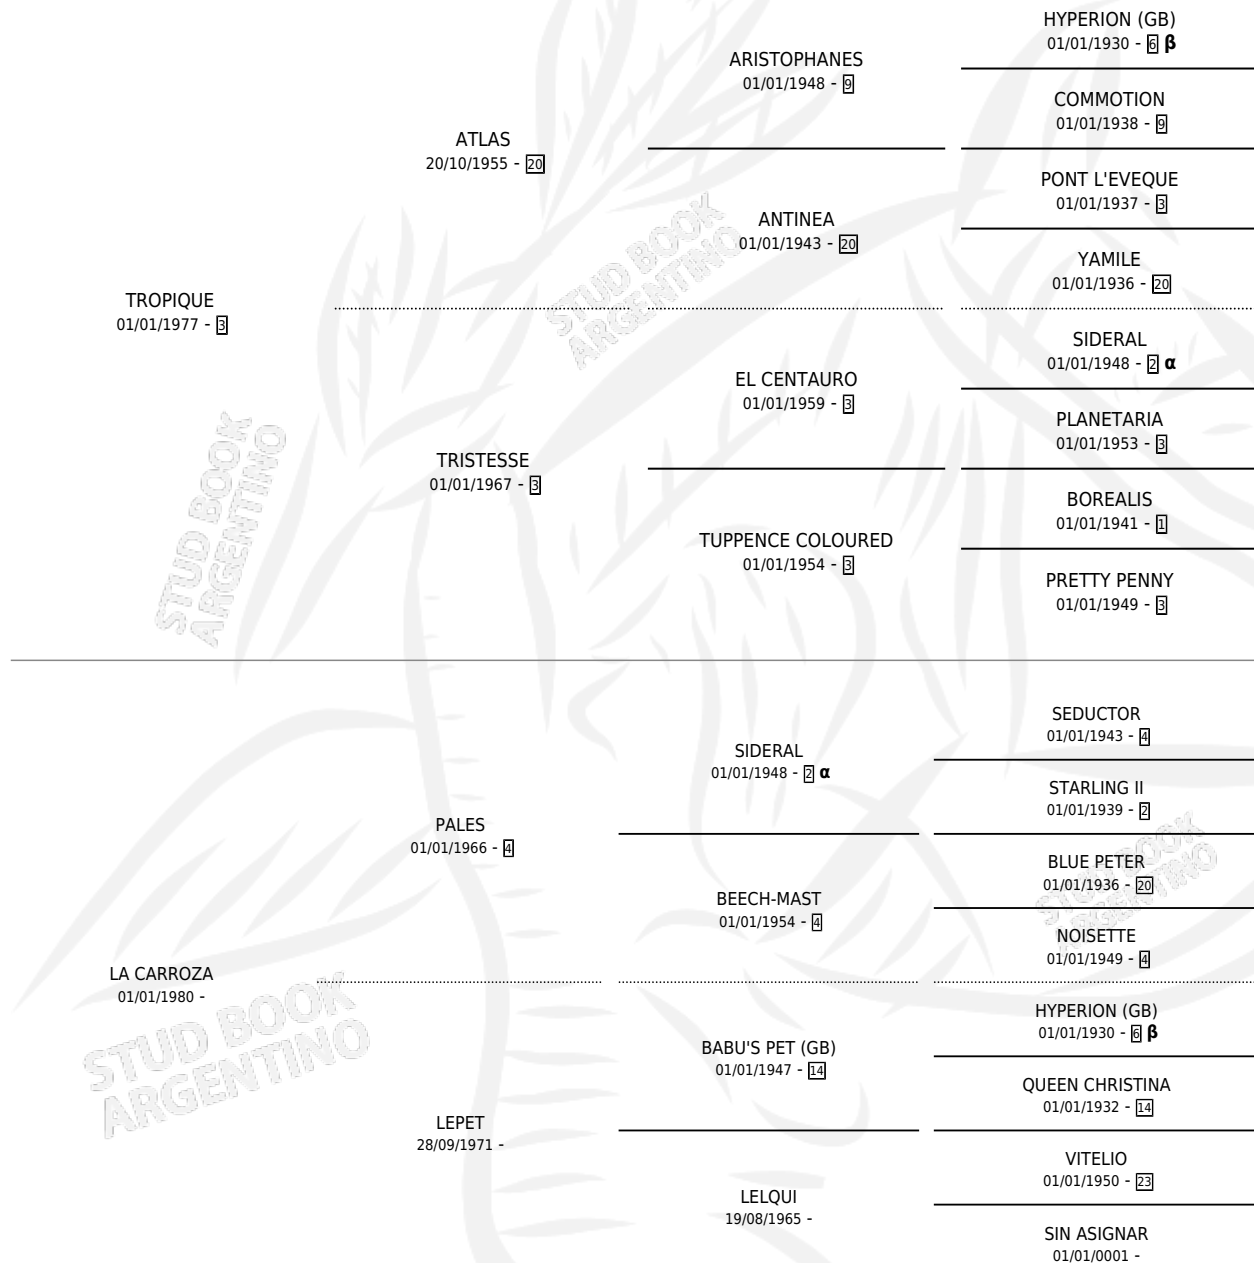 HYPERION (GB)
01/01/1930 - 6 β
ARISTOPHANES
01/01/1948 - 9
COMMOTION
01/01/1938 - 9
ATLAS
20/10/1955 - 20
PONT L'EVEQUE
01/01/1937 - 3
ANTINEA
01/01/1943 - 20
YAMILE
01/01/1936 - 20
TROPIQUE
01/01/1977 - 3
SIDERAL
01/01/1948 - 2 α
EL CENTAURO
01/01/1959 - 3
PLANETARIA
01/01/1953 - 3
TRISTESSE
01/01/1967 - 3
BOREALIS
01/01/1941 - 1
TUPPENCE COLOURED
01/01/1954 - 3
PRETTY PENNY
01/01/1949 - 3
SEDUCTOR
01/01/1943 - 4
SIDERAL
01/01/1948 - 2 α
STARLING II
01/01/1939 - 2
PALES
01/01/1966 - 4
BLUE PETER
01/01/1936 - 20
BEECH-MAST
01/01/1954 - 4
NOISETTE
01/01/1949 - 4
LA CARROZA
01/01/1980 -
HYPERION (GB)
01/01/1930 - 6 β
BABU'S PET (GB)
01/01/1947 - 14
QUEEN CHRISTINA
01/01/1932 - 14
LEPET
28/09/1971 -
VITELIO
01/01/1950 - 23
LELQUI
19/08/1965 -
SIN ASIGNAR
01/01/0001 -
STUD BOOK
ARGENTINO
STUD BOOK
ARGENTINO
STUD BOOK
ARGENTINO
STUD BOOK
ARGENTINO